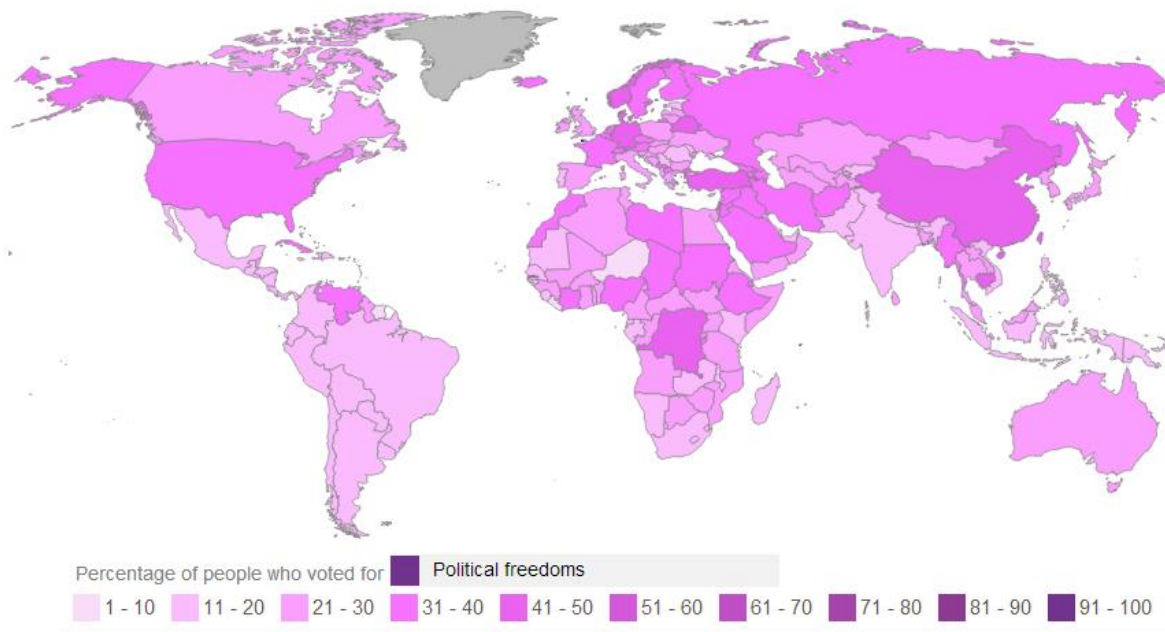 Percentage of people who voted for Political freedoms
1 - 10 11 - 20 21 - 30 31 - 40 41 - 50 51 - 60 61 - 70 71 - 80 81 - 90 91 - 100